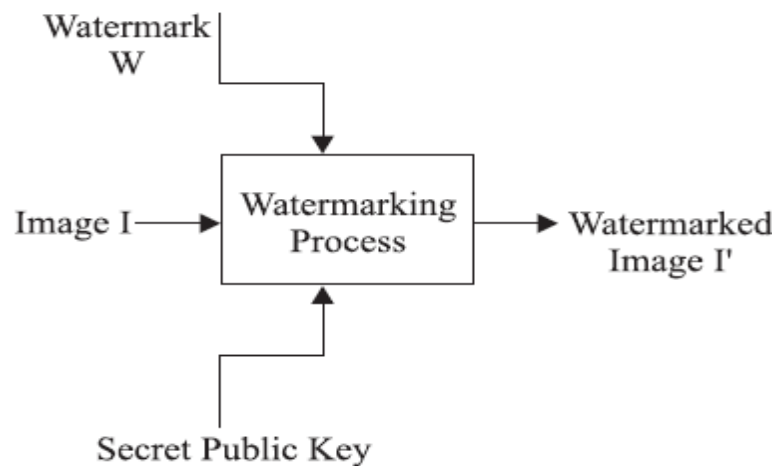 Watermark
W
Image I
Watermarking
Process
Watermarked
Image I'
Secret Public Key